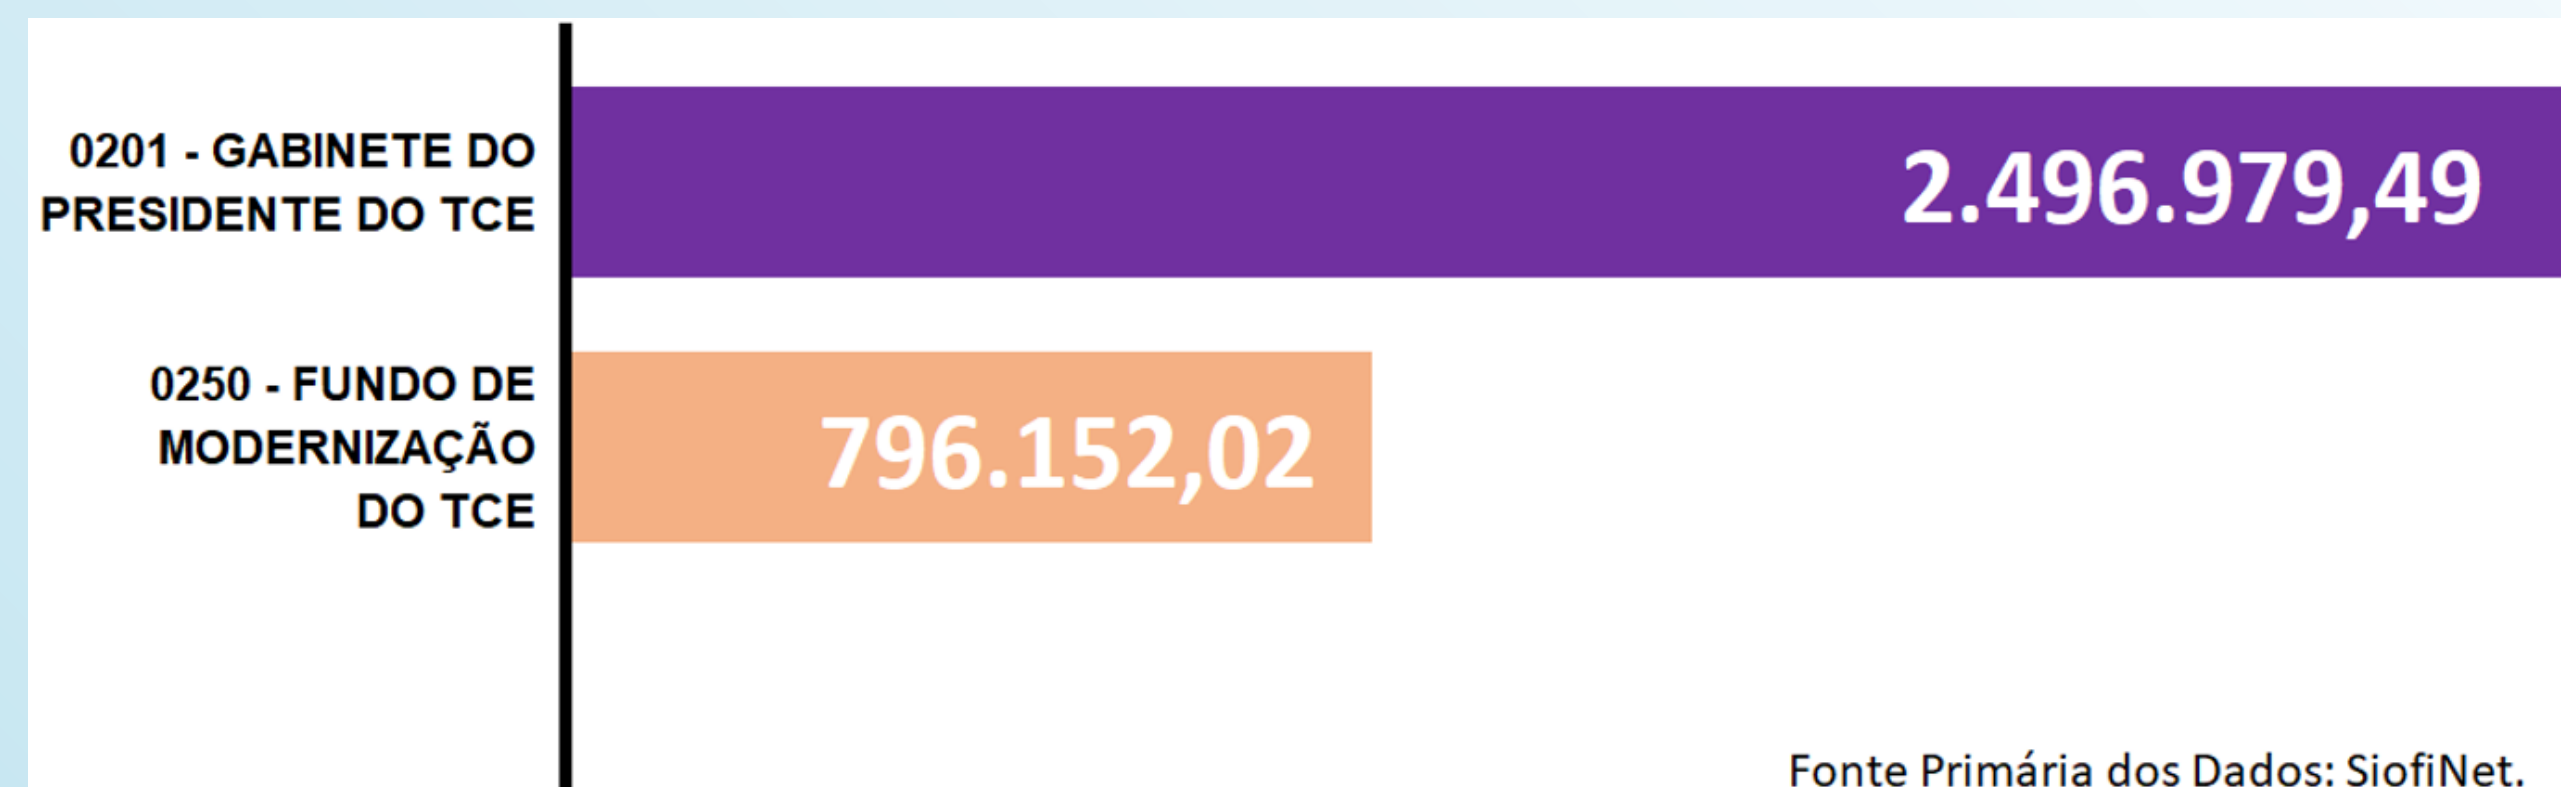 0201 - GABINETE DO
PRESIDENTE DO TCE
2.496.979,49
0250 - FUNDO DE
MODERNIZAÇÃO
DO TCE
796.152,02
Fonte Primária dos Dados: SiofiNet.